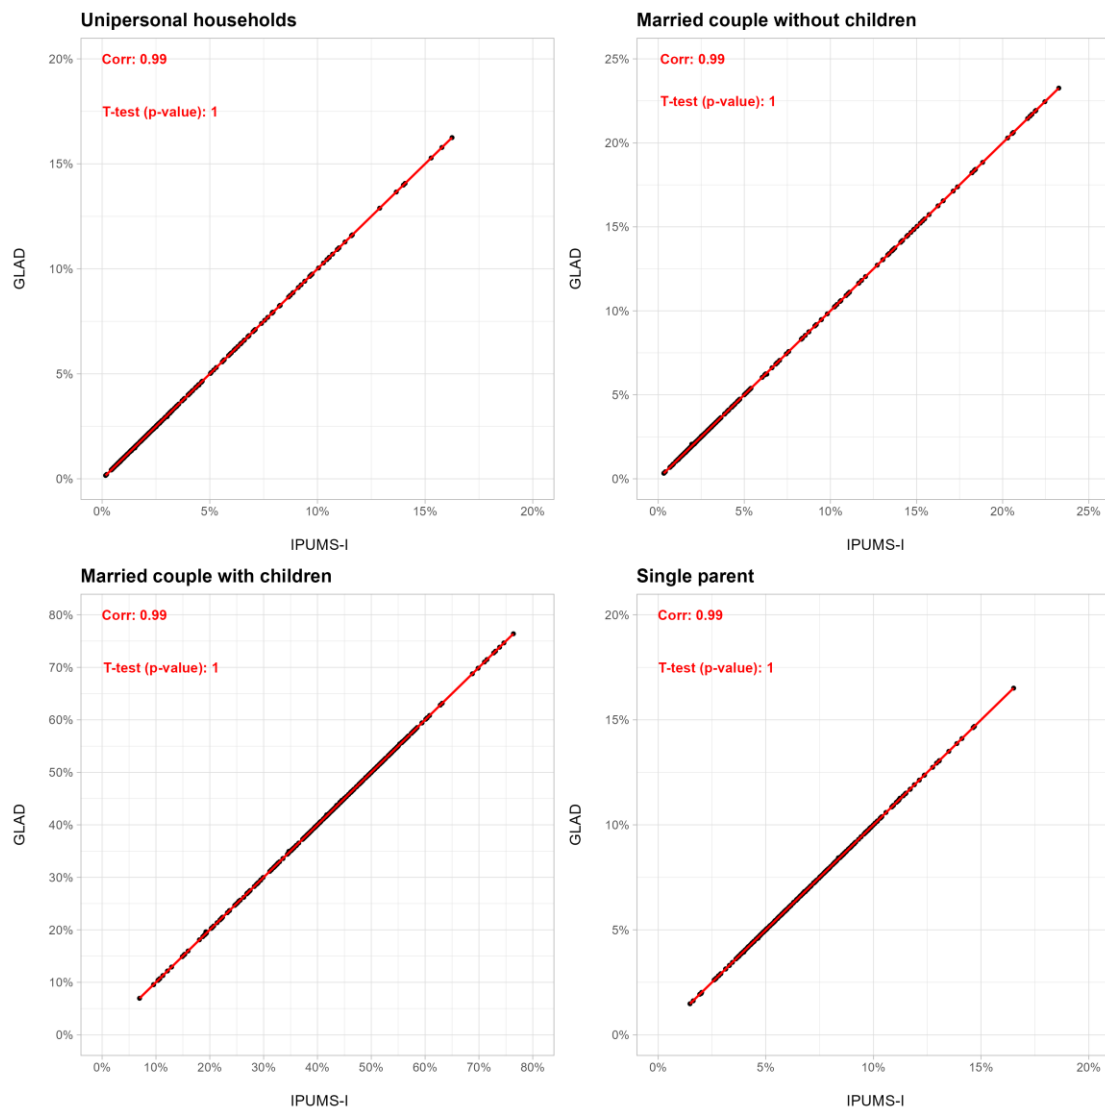 Unipersonal households
Corr: 0.99
T-test (p-value): 1
20%
15%
10%
5%
0%
GLAD
0% 5% 10% 15% 20%
IPUMS-I
Married couple without children
Corr: 0.99
T-test (p-value): 1
25%
20%
15%
10%
5%
0%
GLAD
0% 5% 10% 15% 20% 25%
IPUMS-I
Married couple with children
Corr: 0.99
T-test (p-value): 1
80%
70%
60%
50%
40%
30%
20%
10%
0%
GLAD
0% 10% 20% 30% 40% 50% 60% 70% 80%
IPUMS-I
Single parent
Corr: 0.99
T-test (p-value): 1
20%
15%
10%
5%
0%
GLAD
0% 5% 10% 15% 20%
IPUMS-I